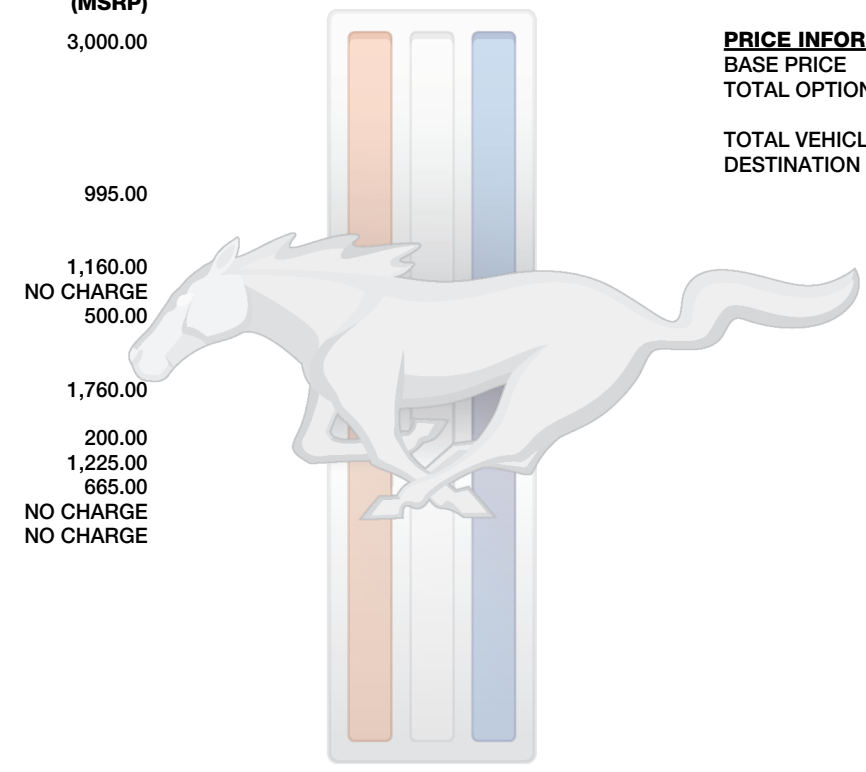 (MSRP)
3,000.00
995.00
1,160.00
NO CHARGE
500.00
1,760.00
200.00
1,225.00
665.00
NO CHARGE
NO CHARGE
PRICE INFOR
BASE PRICE
TOTAL OPTION
TOTAL VEHICL
DESTINATION